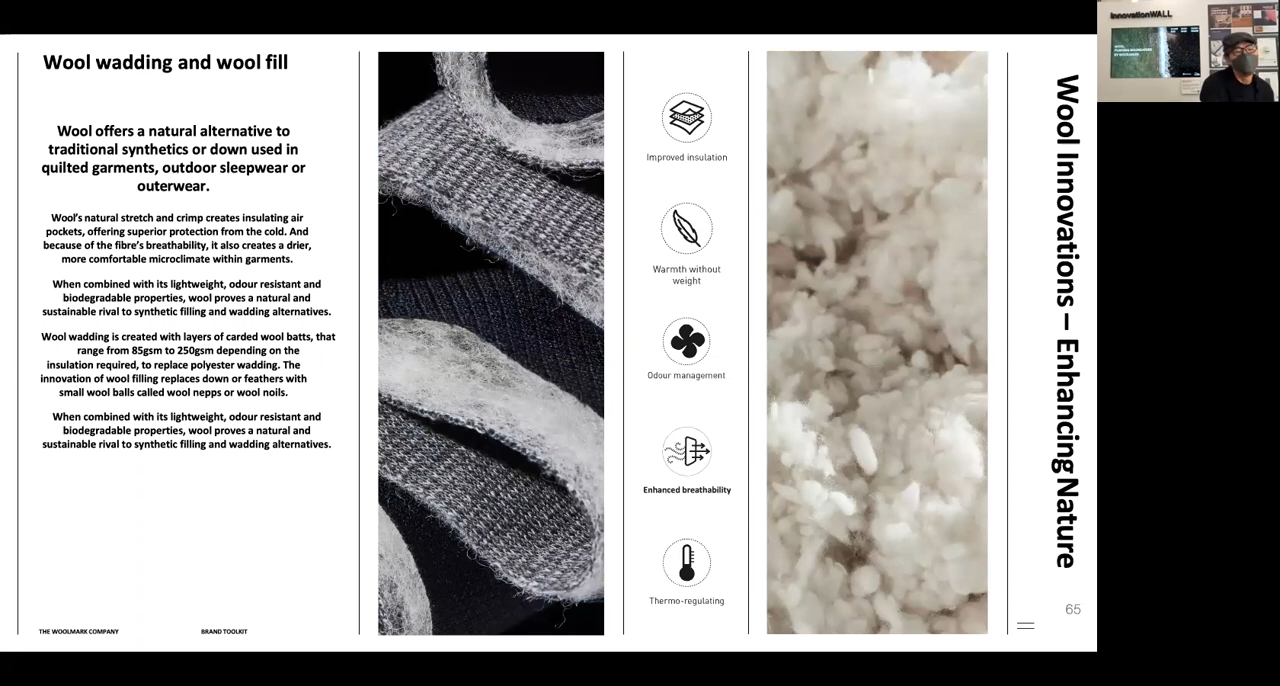 Wool wadding and wool fill
Wool offers a natural alternative to
traditional synthetics or down used in
quilted garments, outdoor sleepwear or
outerwear.
Wool's natural stretch and crimp creates insulating air
pockets, offering superior protection from the cold. And
because of the fibre's breathability, it also creates a drier,
more comfortable microclimate within garments.
When combined with its lightweight, odour resistant and
biodegradable properties, wool proves a natural and
sustainable rival to synthetic filling and wadding alternatives.
Wool wadding is created with layers of carded wool batts, that
range from 85gsm to 250gsm depending on the
insulation required, to replace polyester wadding. The
innovation of wool filling replaces down or feathers with
small wool balls called wool nepps or wool noils.
When combined with its lightweight, odour resistant and
biodegradable properties, wool proves a natural and
sustainable rival to synthetic filling and wadding alternatives.
THE WOOLMARK COMPANY
BRAND TOOLKIT
Improved insulation
Warmth without
weight
Odour management
Enhanced breathability
Thermo-regulating
Wool Innovations – Enhancing Nature
65
InnovationWALL